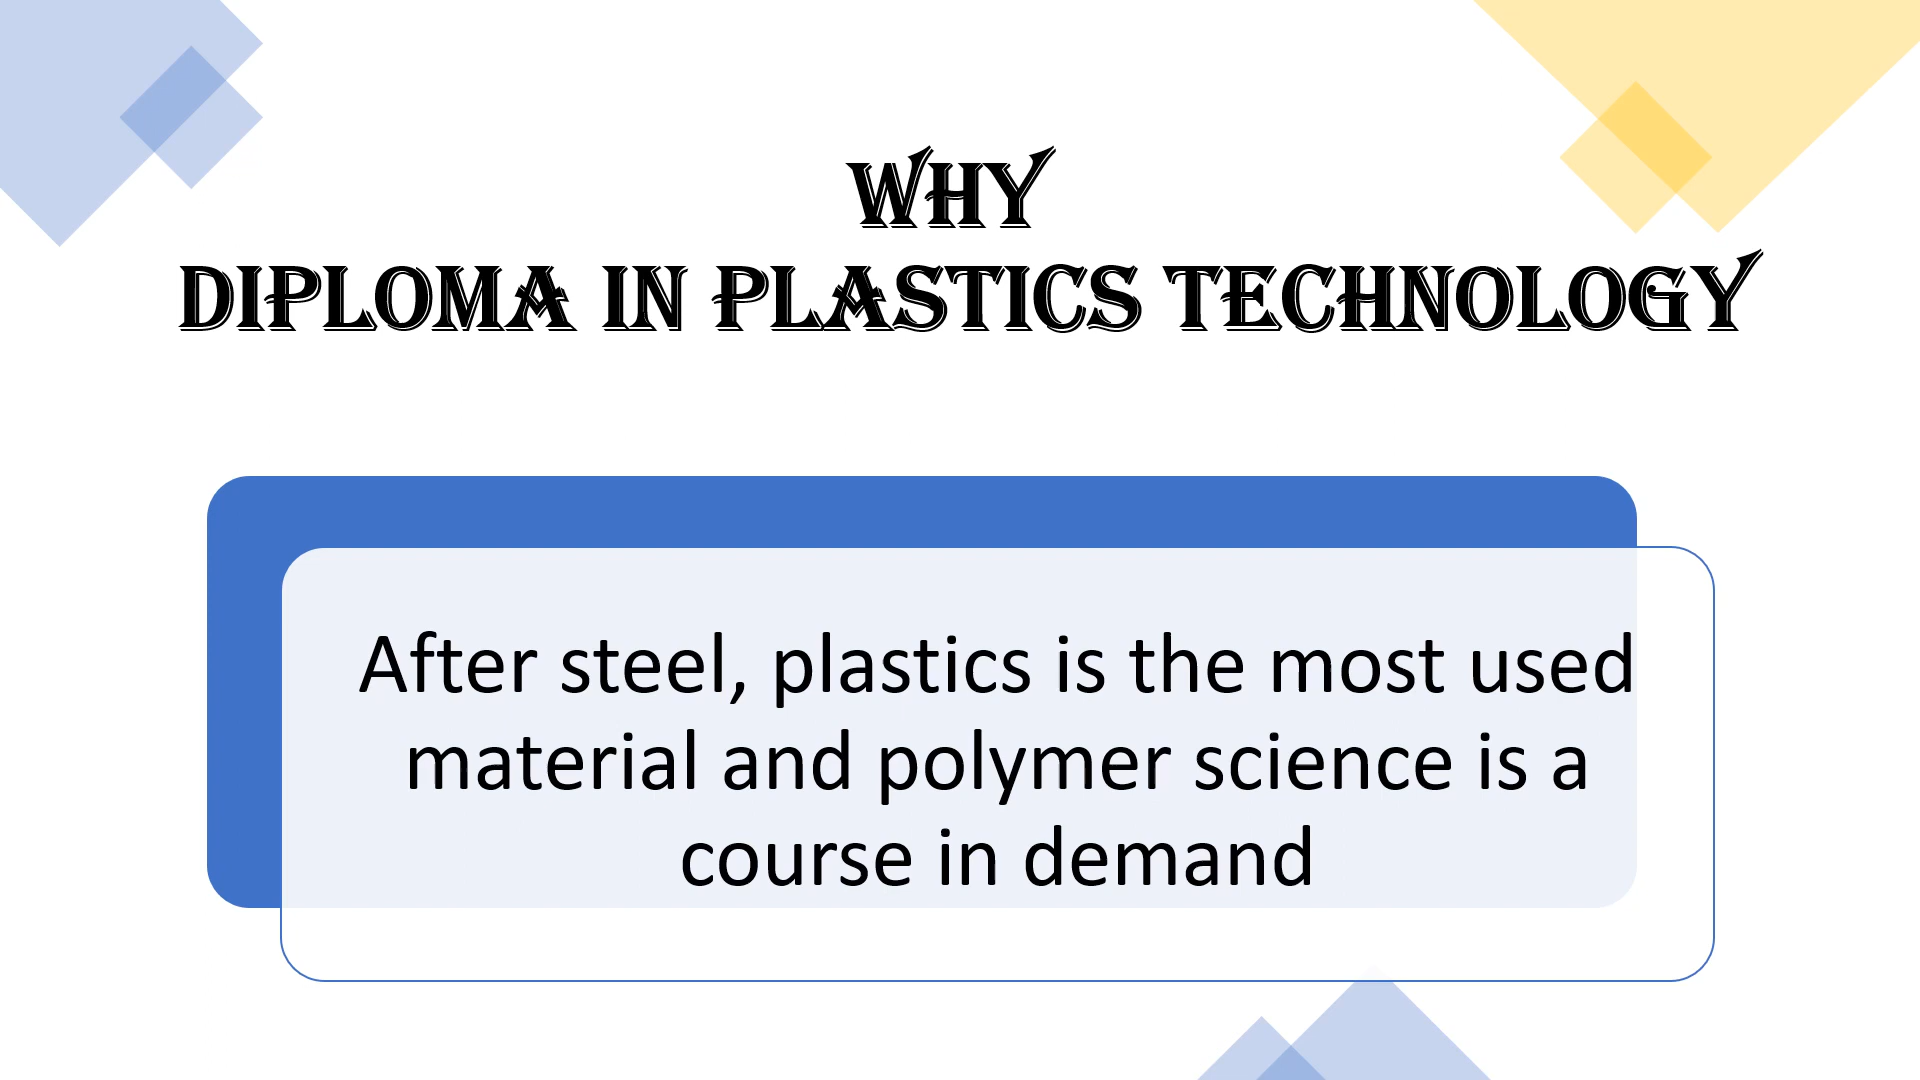 WHY
DIPLOMA IN PLASTICS TECHNOLOGY
After steel, plastics is the most used
material and polymer science is a
course in demand